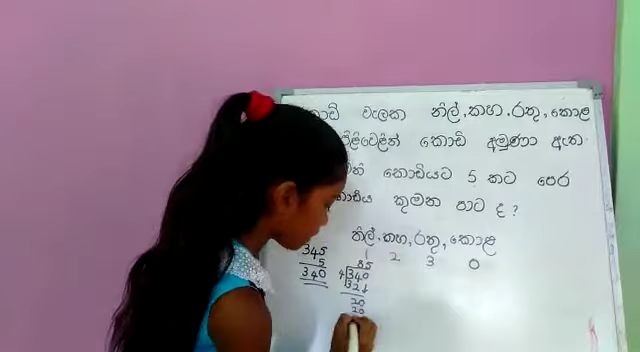 වැලක නිල්, කහ. රතු, කොළ
කොඩි අමුණා ඇත
කොඩියට 5 කට පෙර
කුමන පාට ද ?
නිල්. කහ, රතු, කොළ
1 2 3 0
345
5
340
85
4 340
32
20
20